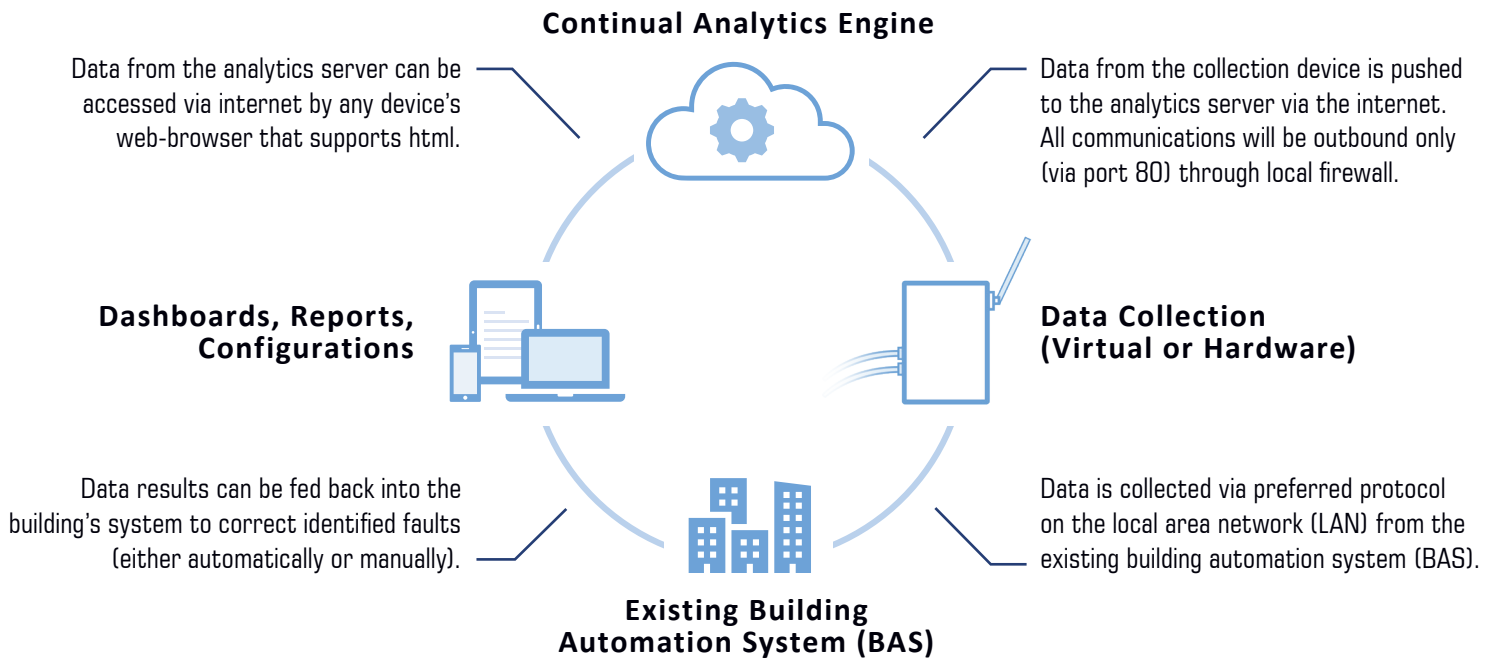 Continual Analytics Engine
Data from the analytics server can be
accessed via internet by any device's
web-browser that supports html.
Data from the collection device is pushed
to the analytics server via the internet.
All communications will be outbound only
(via port 80) through local firewall.
Dashboards, Reports,
Configurations
Data Collection
(Virtual or Hardware)
Data results can be fed back into the
building's system to correct identified faults
(either automatically or manually).
Data is collected via preferred protocol
on the local area network (LAN) from the
existing building automation system (BAS).
Existing Building
Automation System (BAS)